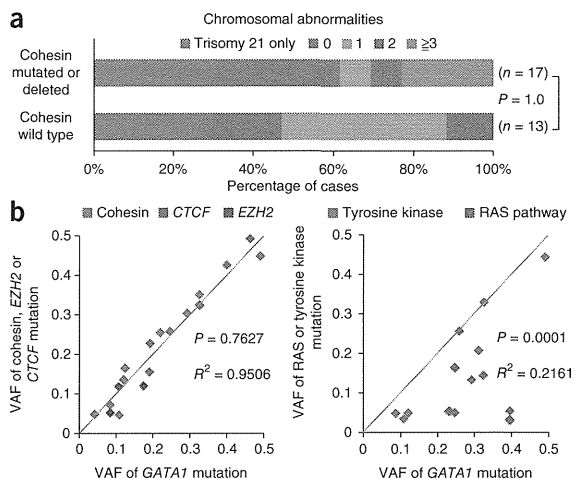 a
Chromosomal abnormalities
Trisomy 21 only 0 1 2 ≧3
Cohesin
mutated or
deleted
(n = 17)
P = 1.0
Cohesin
wild type
(n = 13)
0% 20% 40% 60% 80% 100%
Percentage of cases
b
Cohesin CTCF EZH2
VAF of cohesin, EZH2 or
CTCF mutation
0.5
0.4
0.3
0.2
0.1
0
P = 0.7627
R2 = 0.9506
0 0.1 0.2 0.3 0.4 0.5
VAF of GATA1 mutation
Tyrosine kinase RAS pathway
VAF of RAS or tyrosine kinase
mutation
0.5
0.4
0.3
0.2
0.1
0
P = 0.0001
R2 = 0.2161
0 0.1 0.2 0.3 0.4 0.5
VAF of GATA1 mutation